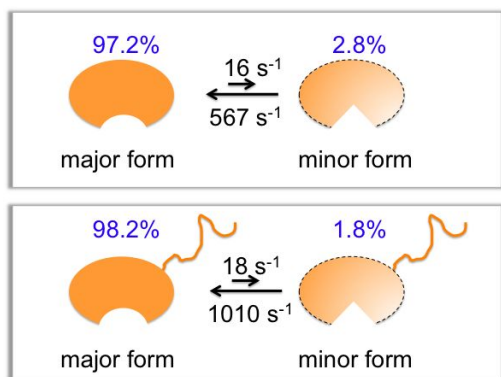 97.2% 2.8%
16 s-1
567 s-1
major form minor form
98.2% 1.8%
18 s-1
1010 s-1
major form minor form